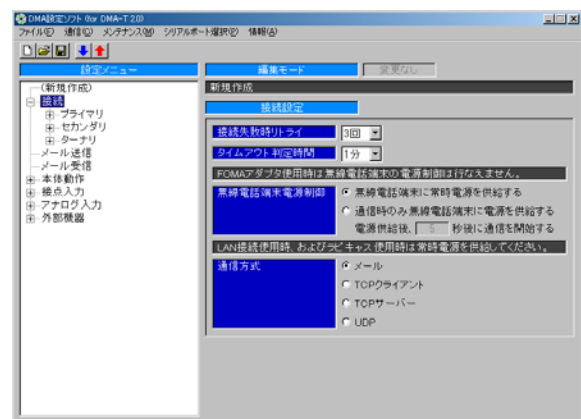 DMA設定ソフト (for DMA-T 2.0)
ファイル(F) 通信(C) メンテナンス(M) シリアルポート選択(P) 情報(A)
設定メニュー
(新規作成)
接続
プライマリ
セカンダリ
ターナリ
メール送信
メール受信
本体動作
接点入力
アナログ入力
外部機器
編集モード 変更なし
新規作成
接続設定
接続失敗時リトライ 3回
タイムアウト判定時間 1分
FOMAアダプタ使用時は無線電話端末の電源制御は行なえません。
無線電話端末電源制御
無線電話端末に常時電源を供給する
通信時のみ無線電話端末に電源を供給する
電源供給後、 5 秒後に通信を開始する
LAN接続使用時、およびラピキャス使用時は常時電源を供給してください。
通信方式
メール
TCPクライアント
TCPサーバー
UDP